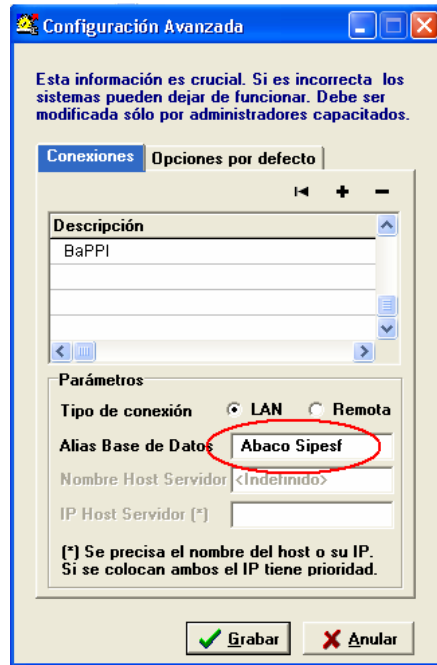 Configuración Avanzada
Esta información es crucial. Si es incorrecta los
sistemas pueden dejar de funcionar. Debe ser
modificada sólo por administradores capacitados.
Conexiones Opciones por defecto
Descripción
BaPPI
Parámetros
Tipo de conexión LAN Remota
Alias Base de Datos Abaco Sipesf
Nombre Host Servidor <Indefinido>
IP Host Servidor (*)
(*) Se precisa el nombre del host o su IP.
Si se colocan ambos el IP tiene prioridad.
Grabar Anular